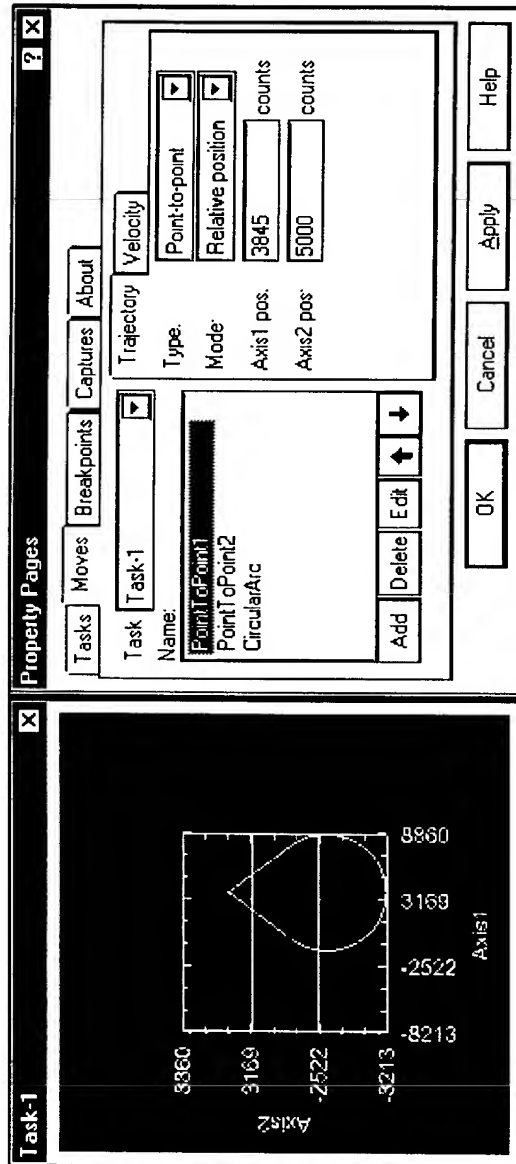 Task-1
8860
3169
-2522
-8213
Axis2
-8213
-2522
3169
8860
Axis1
Property Pages
?
Tasks
Moves
Breakpoints
Captures
About
Task
Task-1
Name:
PointToPoint1
PointToPoint2
CircularArc
Add
Delete
Edit
Trajectory
Velocity
Type:
Point-to-point
Mode:
Relative position
Axis1 pos.
3845
counts
Axis2 pos:
5000
counts
OK
Cancel
Apply
Help